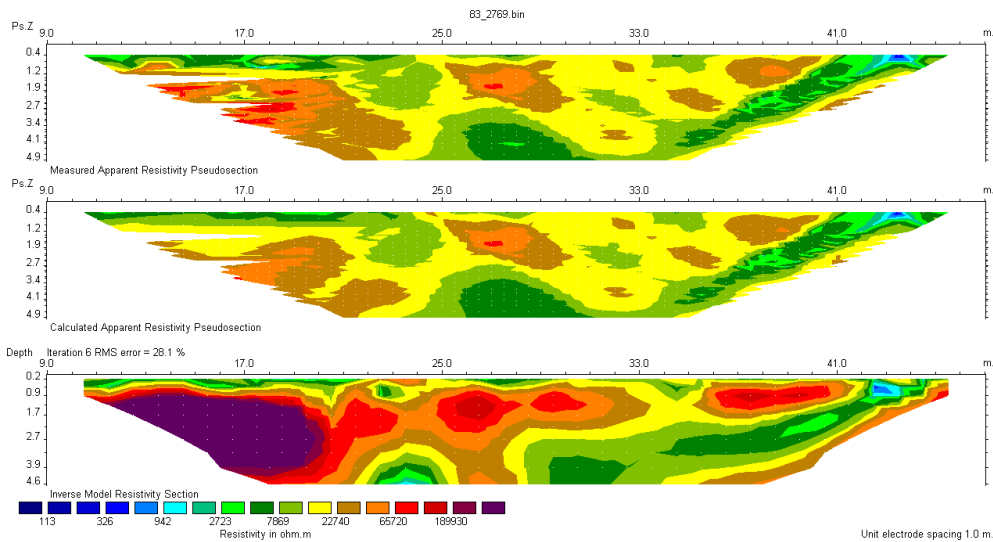 83_2769.bin
Ps.Z
9.0 17.0 25.0 33.0 41.0 m.
0.4
1.2
1.9
2.7
3.4
4.1
4.9
Measured Apparent Resistivity Pseudosection
Ps.Z
9.0 17.0 25.0 33.0 41.0 m.
0.4
1.2
1.9
2.7
3.4
4.1
4.9
Calculated Apparent Resistivity Pseudosection
Depth Iteration 6 RMS error = 28.1 %
9.0 17.0 25.0 33.0 41.0 m.
0.2
0.9
1.7
2.7
3.9
4.6
Inverse Model Resistivity Section
113 326 942 2723 7869 22740 65720 189930
Resistivity in ohm.m
Unit electrode spacing 1.0 m.